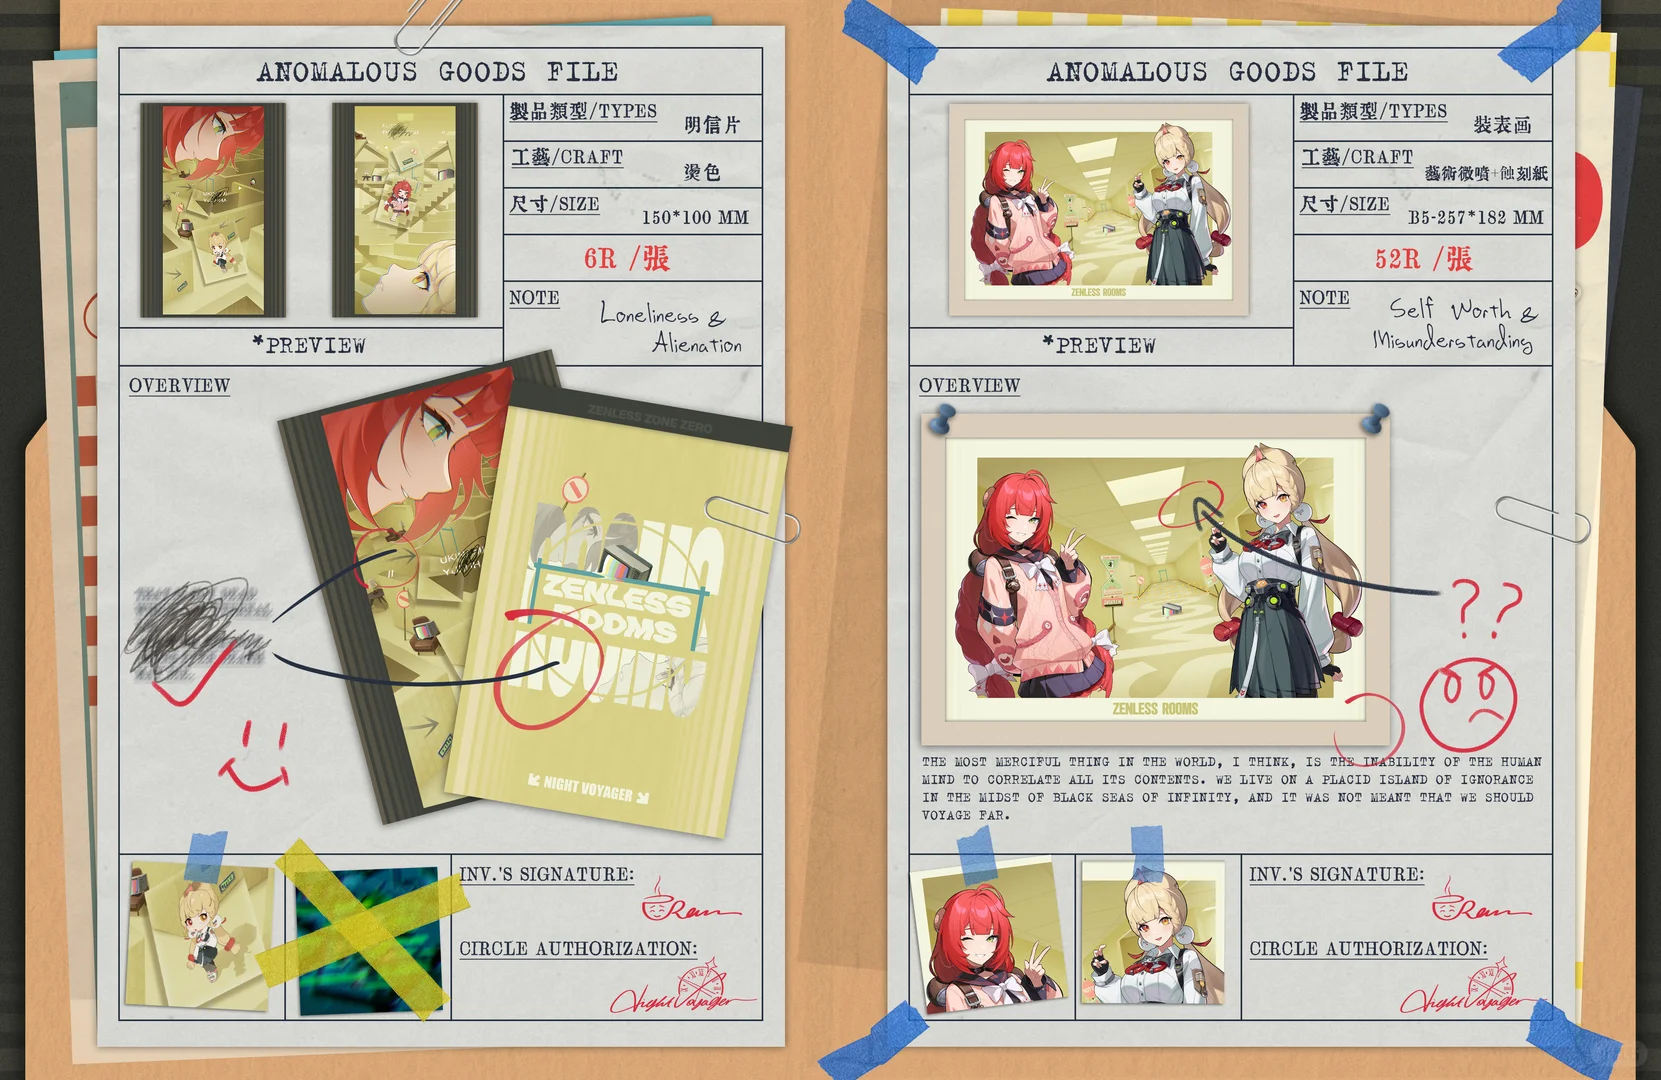 ANOMALOUS GOODS FILE
製品類型/TYPES
明信片
工藝/CRAFT
燙色
尺寸/SIZE
150*100 MM
6R /張
NOTE
Loneliness &
Alienation
*PREVIEW
OVERVIEW
ZENLESS ZONE ZERO
ZENLESS
ROOMS
NIGHT VOYAGER
INV.'S SIGNATURE:
Ran
CIRCLE AUTHORIZATION:
NightVoyager
ANOMALOUS GOODS FILE
製品類型/TYPES
裝表画
工藝/CRAFT
藝術微噴+蝕刻紙
尺寸/SIZE
B5-257*182 MM
52R /張
NOTE
Self Worth &
Misunderstanding
ZENLESS ROOMS
*PREVIEW
OVERVIEW
ZENLESS ROOMS
??
THE MOST MERCIFUL THING IN THE WORLD, I THINK, IS THE INABILITY OF THE HUMAN
MIND TO CORRELATE ALL ITS CONTENTS. WE LIVE ON A PLACID ISLAND OF IGNORANCE
IN THE MIDST OF BLACK SEAS OF INFINITY, AND IT WAS NOT MEANT THAT WE SHOULD
VOYAGE FAR.
INV.'S SIGNATURE:
Ran
CIRCLE AUTHORIZATION:
NightVoyager